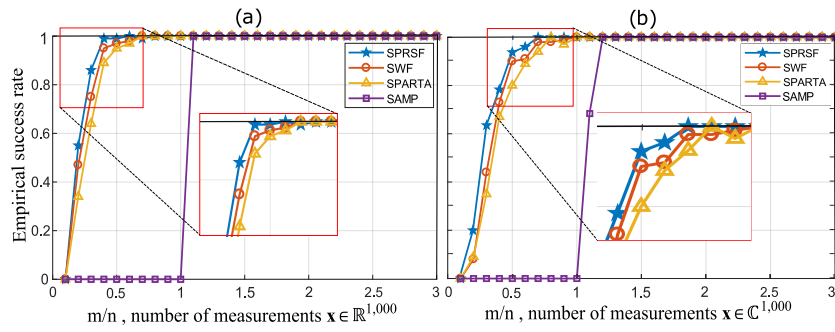 (a)
(b)
Empirical success rate
1
0.8
0.6
0.4
0.2
0
SPRSF
SWF
SPARTA
SAMP
SPRSF
SWF
SPARTA
SAMP
0 0.5 1 1.5 2 2.5 3
0 0.5 1 1.5 2 2.5 3
m/n , number of measurements x ∈ ℝ^1,000
m/n , number of measurements x ∈ ℂ^1,000